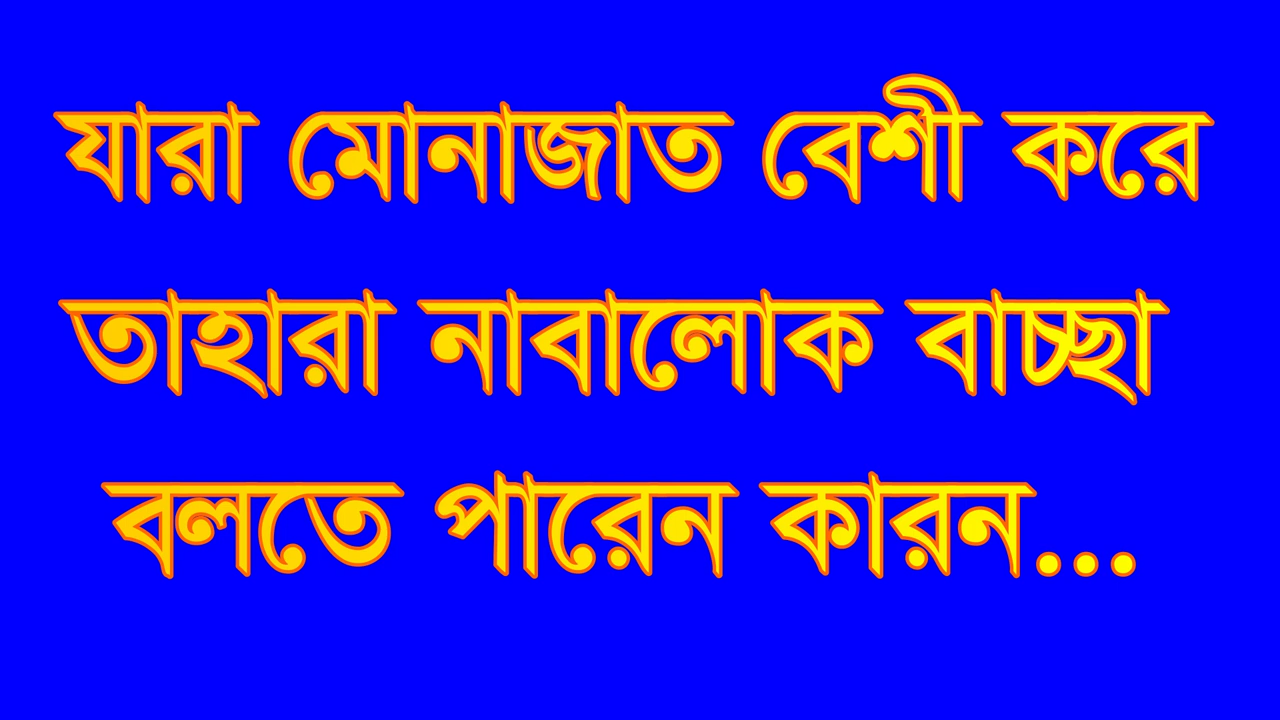 যারা মোনাজাত বেশী করে
তাহারা নাবালোক বাচ্ছা
বলতে পারেন কারন...